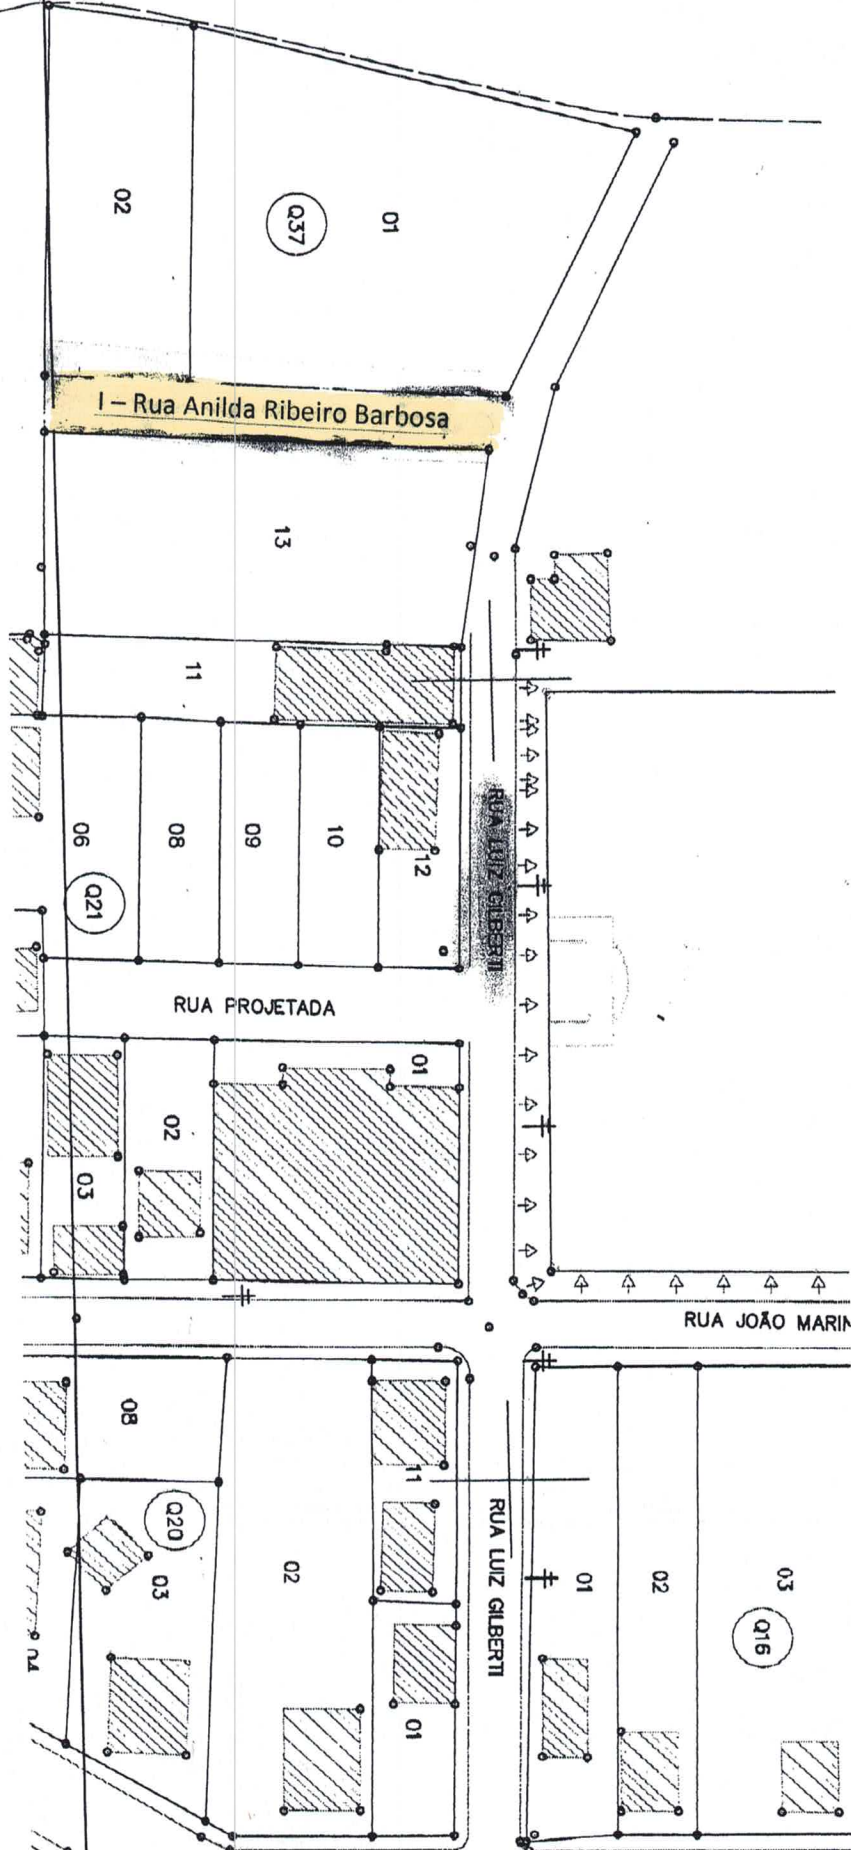 02
Q37
01
I – Rua Anilda Ribeiro Barbosa
13
11
RUA LUIZ GILBERTI
06
08
09
10
12
Q21
RUA PROJETADA
01
02
03
RUA JOÃO MARIN
08
11
Q20
03
02
RUA LUIZ GILBERTI
01
02
03
Q16
01
04